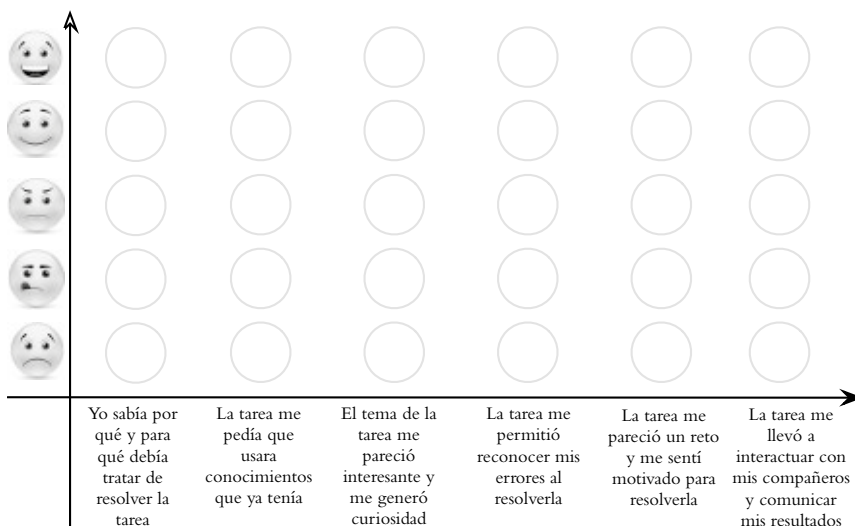 Yo sabía por
qué y para
qué debía
tratar de
resolver la
tarea
La tarea me
pedía que
usara
conocimientos
que ya tenía
El tema de la
tarea me
pareció
interesante y
me generó
curiosidad
La tarea me
permitió
reconocer mis
errores al
resolverla
La tarea me
pareció un reto
y me sentí
motivado para
resolverla
La tarea me
llevó a
interactuar con
mis compañeros
y comunicar
mis resultados